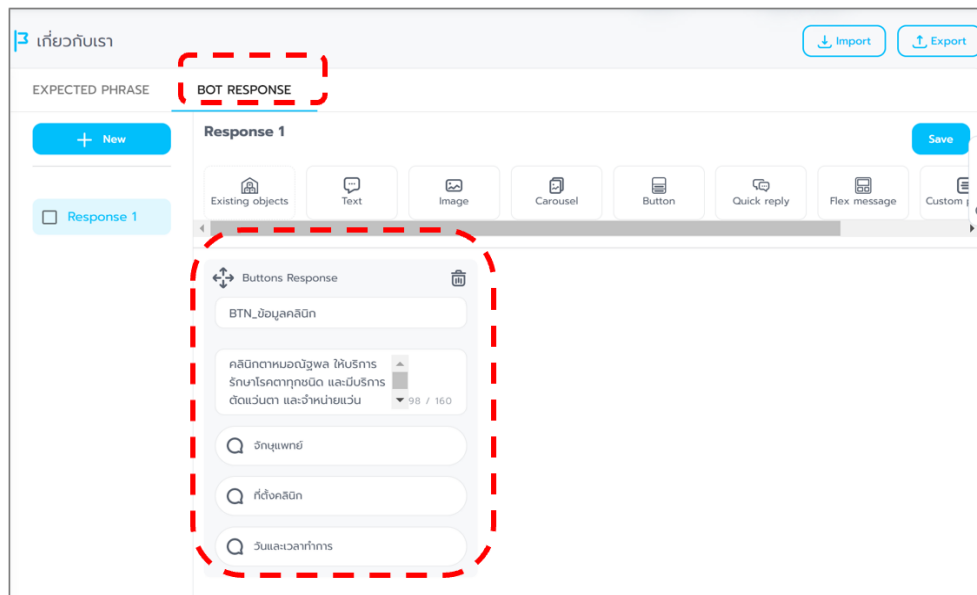 เกี่ยวกับเรา
Import
Export
EXPECTED PHRASE
BOT RESPONSE
New
Response 1
Save
Existing objects
Text
Image
Carousel
Button
Quick reply
Flex message
Custom
Response 1
Buttons Response
BTN_ข้อมูลคลินิก
คลินิกตาหมอณัฐพล ให้บริการ
รักษาโรคตาทุกชนิด และมีบริการ
ตัดแว่นตา และจำหน่ายแว่น
98 / 160
จักษุแพทย์
ที่ตั้งคลินิก
วันและเวลาทำการ